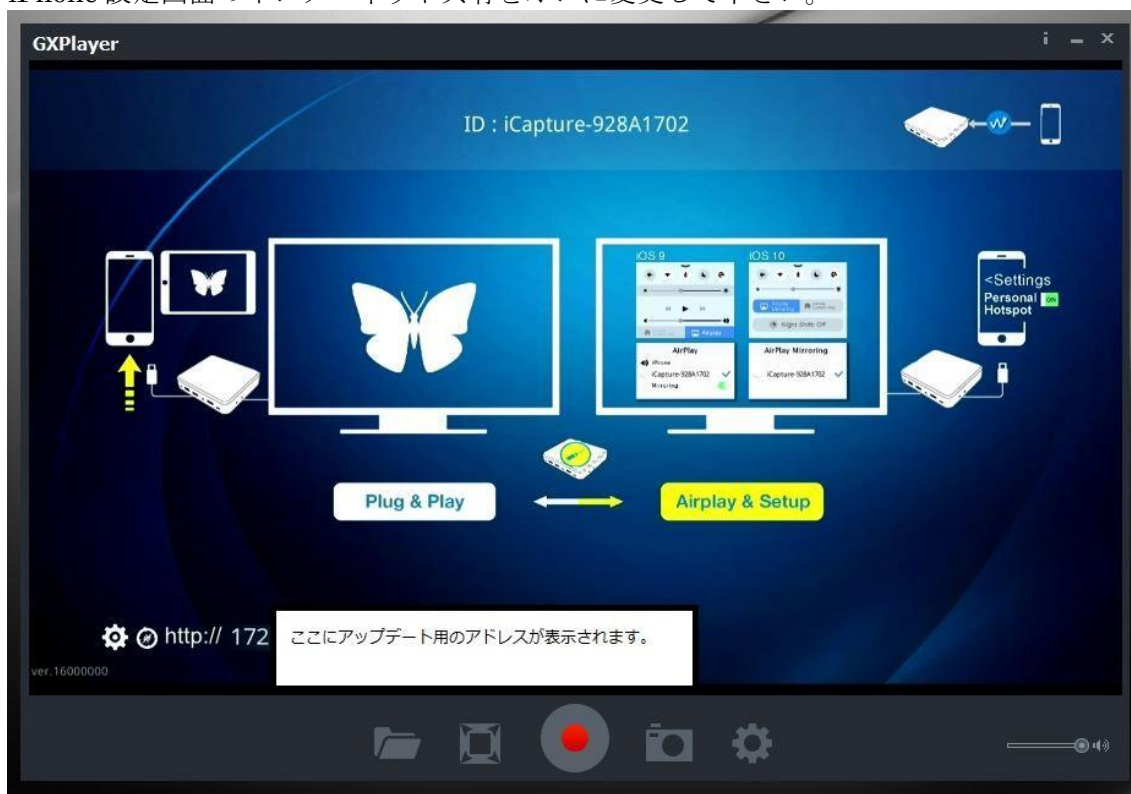 iPhone 設定画面のインターネット共有をオンに変更して下さい。
GXPlayer
ID : iCapture-928A1702
iOS 9
iOS 10
Airplay
Night Shift: Off
AirPlay
iPhone
iCapture-928A1702
Mirroring
AirPlay Mirroring
iCapture-928A1702
<Settings
Personal ON
Hotspot
Plug & Play
Airplay & Setup
http:// 172
ここにアップデート用のアドレスが表示されます。
ver.16000000